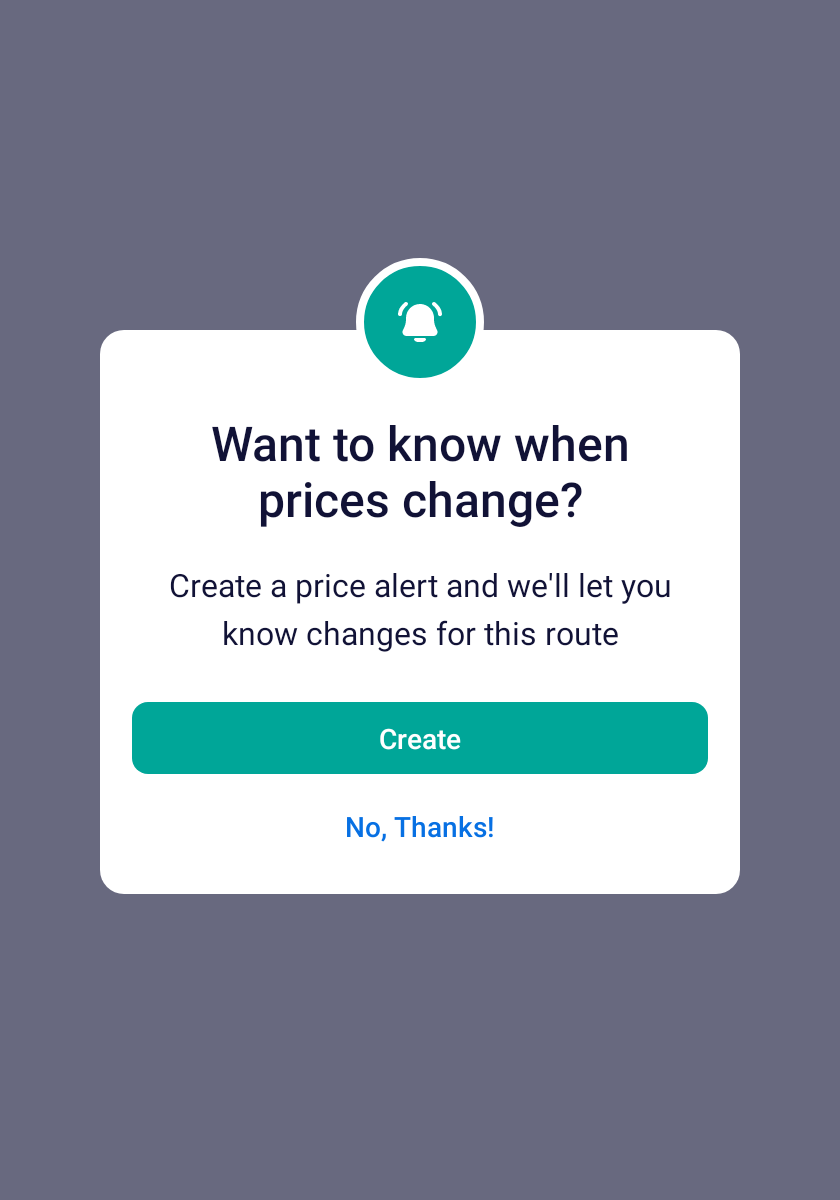 Want to know when
prices change?
Create a price alert and we'll let you
know changes for this route
Create
No, Thanks!